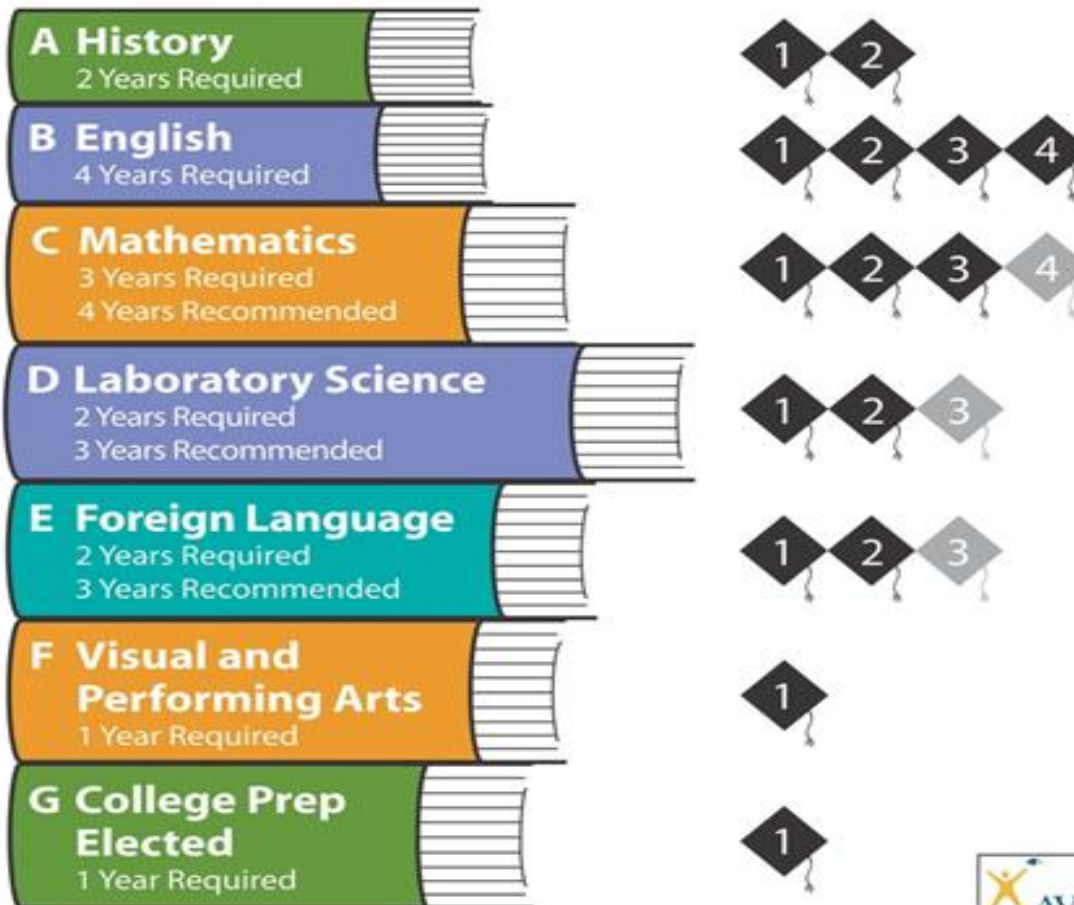 A History
2 Years Required
1 2
B English
4 Years Required
1 2 3 4
C Mathematics
3 Years Required
4 Years Recommended
1 2 3 4
D Laboratory Science
2 Years Required
3 Years Recommended
1 2 3
E Foreign Language
2 Years Required
3 Years Recommended
1 2 3
F Visual and
Performing Arts
1 Year Required
1
G College Prep
Elected
1 Year Required
1